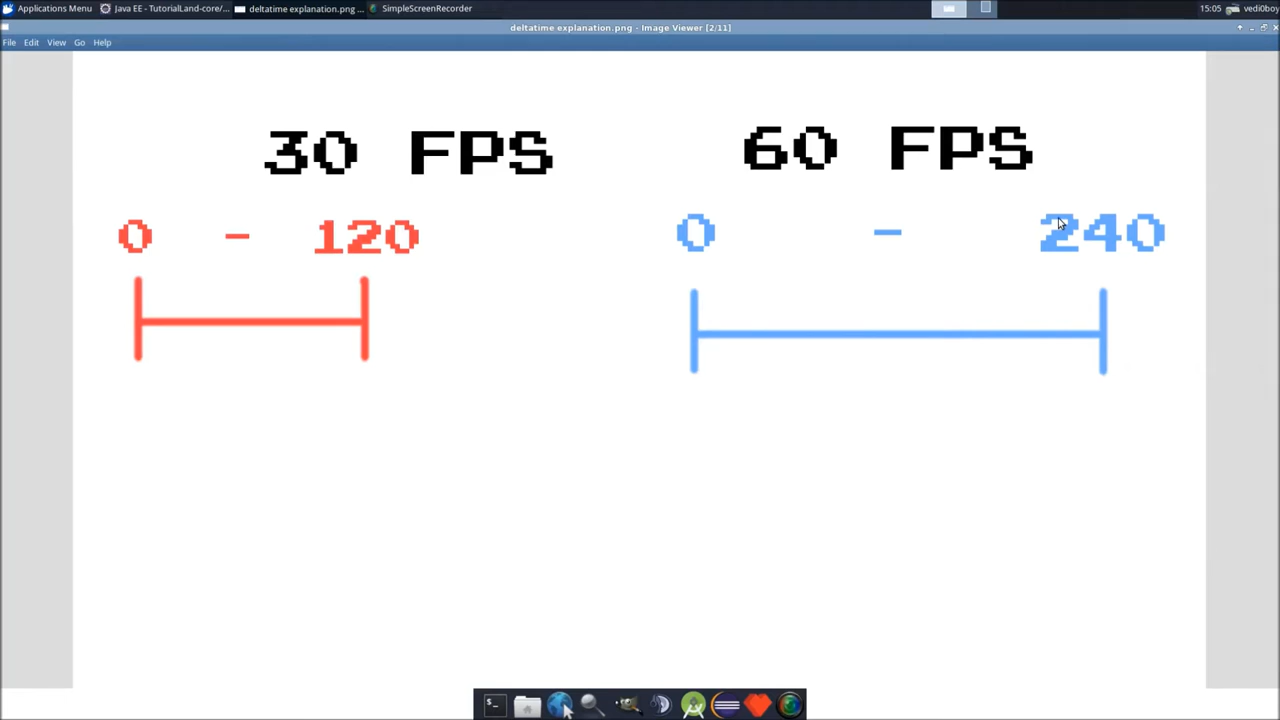 Applications Menu
Java EE - TutorialLand-core/...
deltatime explanation.png ...
SimpleScreenRecorder
15:05
vedi0boy
deltatime explanation.png - Image Viewer [2/11]
File Edit View Go Help
30 FPS
60 FPS
0 - 120
0 - 240
$_